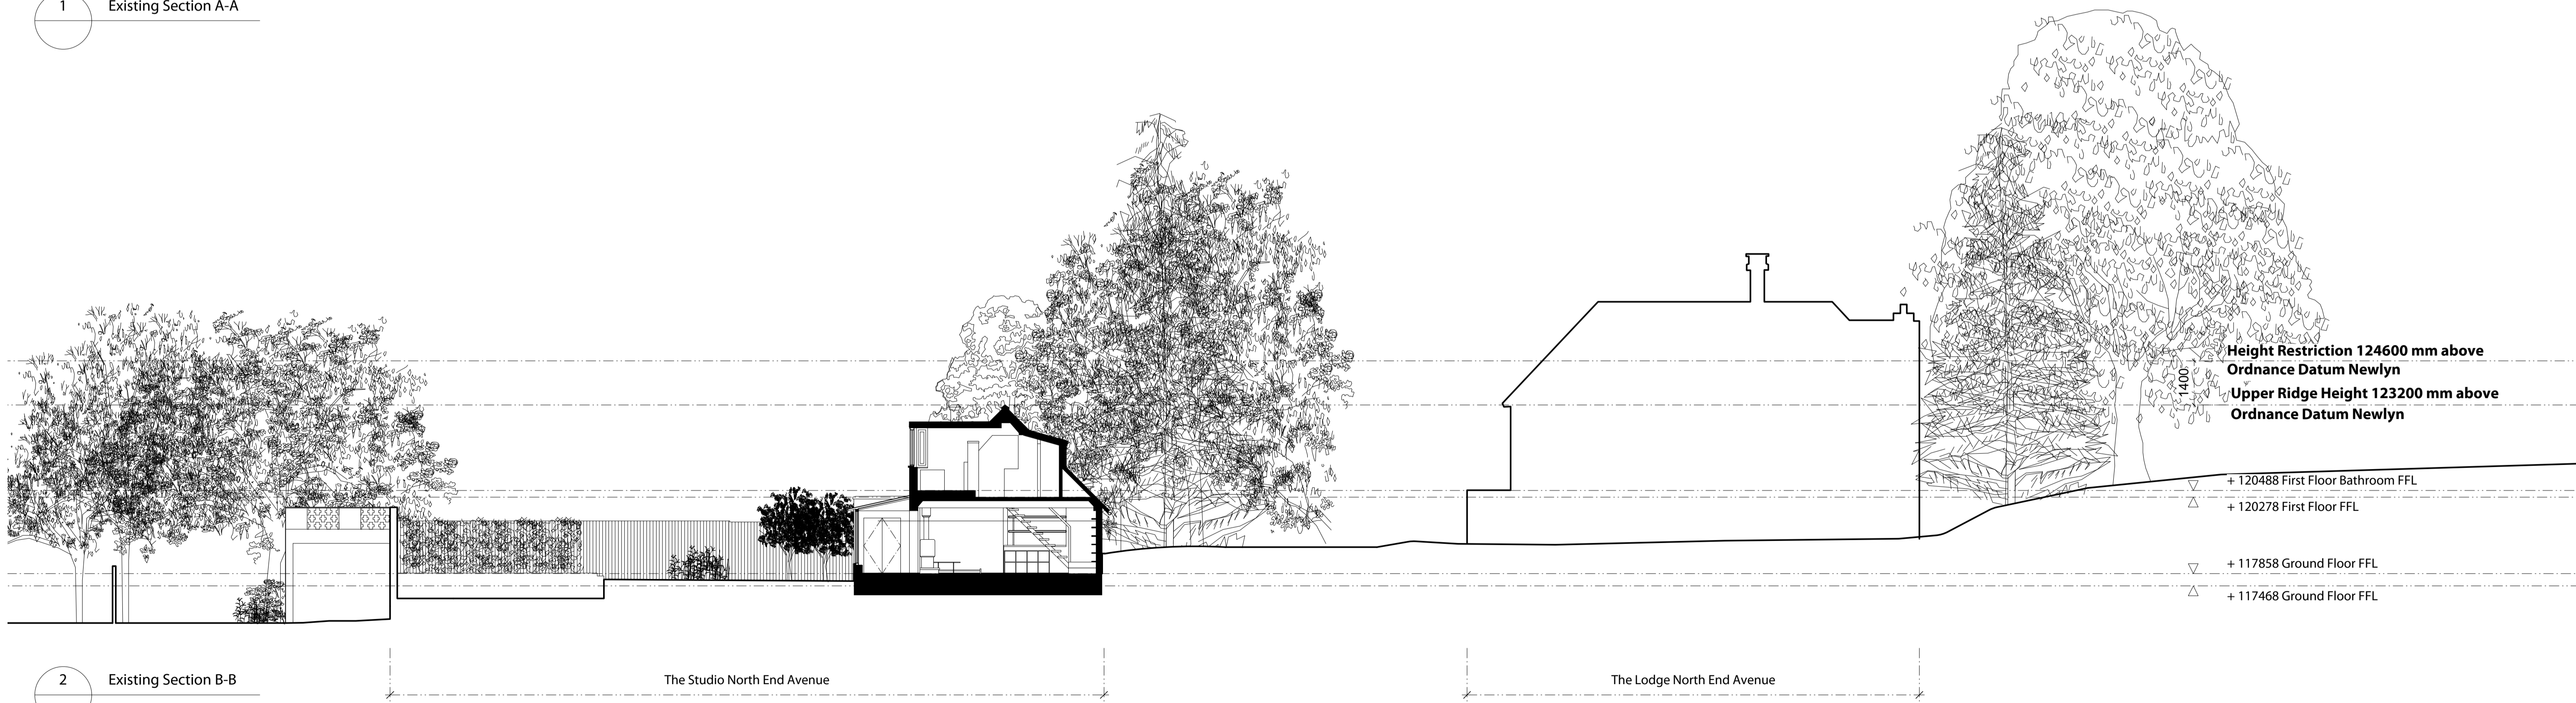 1 Existing Section A-A
Height Restriction 124600 mm above
Ordnance Datum Newlyn
1400
Upper Ridge Height 123200 mm above
Ordnance Datum Newlyn
+ 120488 First Floor Bathroom FFL
+ 120278 First Floor FFL
+ 117858 Ground Floor FFL
+ 117468 Ground Floor FFL
2 Existing Section B-B
The Studio North End Avenue
The Lodge North End Avenue